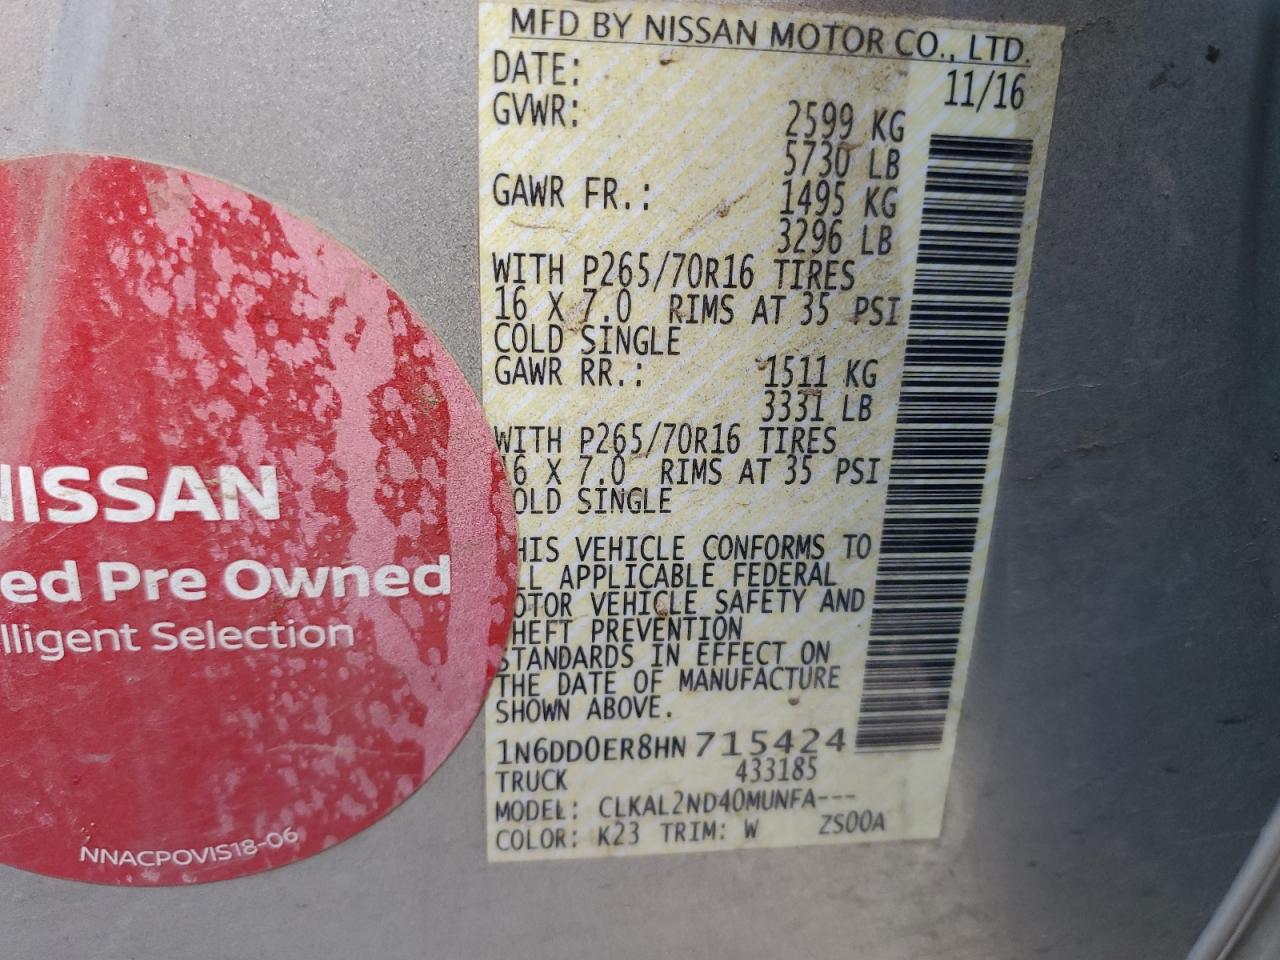 MFD BY NISSAN MOTOR CO., LTD.
DATE: 11/16
GVWR: 2599 KG
5730 LB
GAWR FR.: 1495 KG
3296 LB
WITH P265/70R16 TIRES
16 X 7.0 RIMS AT 35 PSI
COLD SINGLE
GAWR RR.: 1511 KG
3331 LB
WITH P265/70R16 TIRES
16 X 7.0 RIMS AT 35 PSI
OLD SINGLE
HIS VEHICLE CONFORMS TO
LL APPLICABLE FEDERAL
OTOR VEHICLE SAFETY AND
HEFT PREVENTION
STANDARDS IN EFFECT ON
THE DATE OF MANUFACTURE
SHOWN ABOVE.
1N6DD0ER8HN 715424
TRUCK 433185
MODEL: CLKAL2ND40MUNFA---
COLOR: K23 TRIM: W ZS00A
NISSAN
ed Pre Owned
lligent Selection
NNACPOVIS18-06